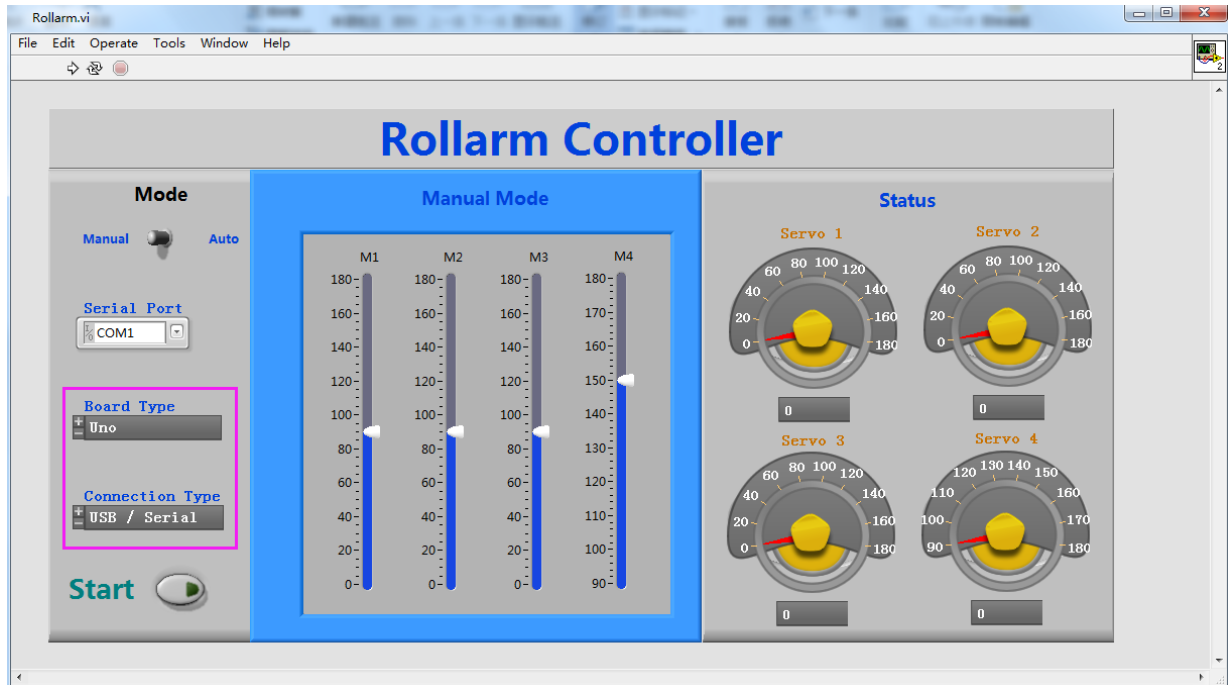 Rollarm.vi
File Edit Operate Tools Window Help
2
Rollarm Controller
Mode
Manual Auto
Serial Port
COM1
Board Type
Uno
Connection Type
USB / Serial
Start
Manual Mode
M1 M2 M3 M4
180 180 180 180
160 160 160 170
140 140 140 160
120 120 120 150
100 100 100 140
80 80 80 130
60 60 60 120
40 40 40 110
20 20 20 100
0 0 0 90
Status
Servo 1
0 20 40 60 80 100 120 140 160 180
0
Servo 2
0 20 40 60 80 100 120 140 160 180
0
Servo 3
0 20 40 60 80 100 120 140 160 180
0
Servo 4
90 100 110 120 130 140 150 160 170 180
0